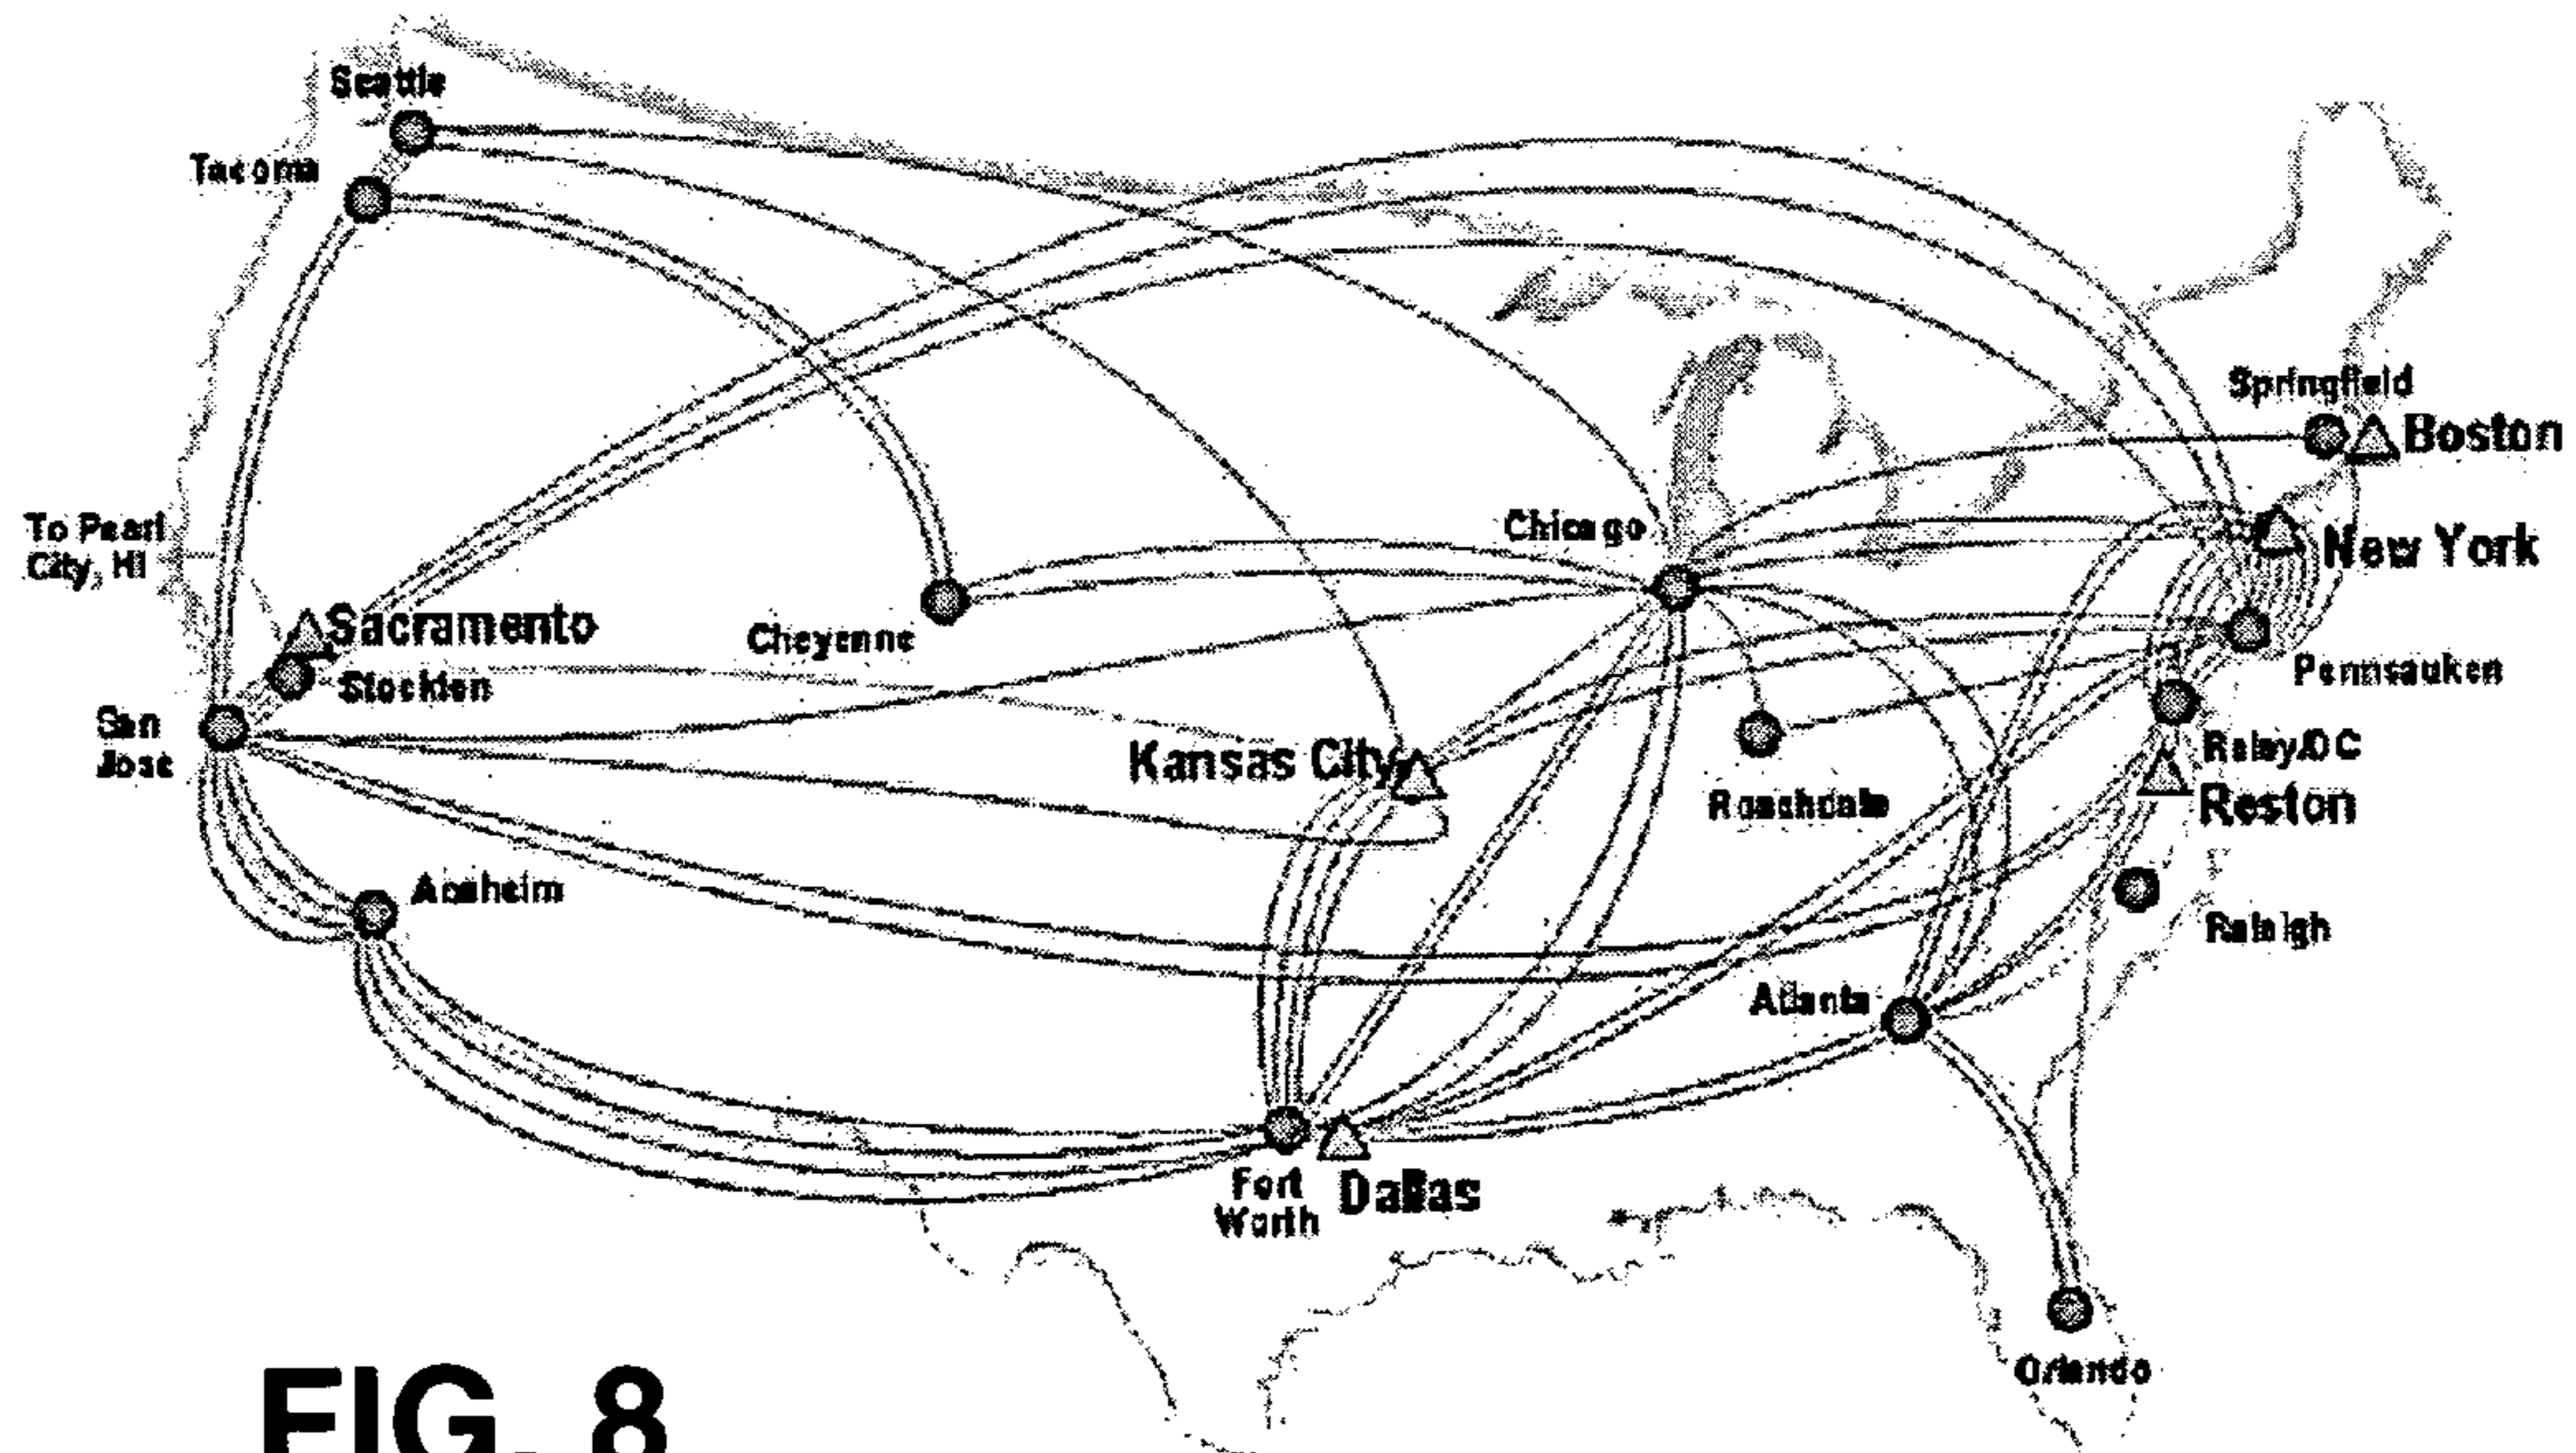 Seattle
Tacoma
Springfield
Boston
To Pearl
City, HI
Chicago
New York
Sacramento
Cheyenne
Stockton
Pennsauken
San
Jose
Kansas City
Relay/DC
Roachdale
Reston
Anaheim
Raleigh
Atlanta
Fort
Worth
Dallas
Orlando
FIG. 8